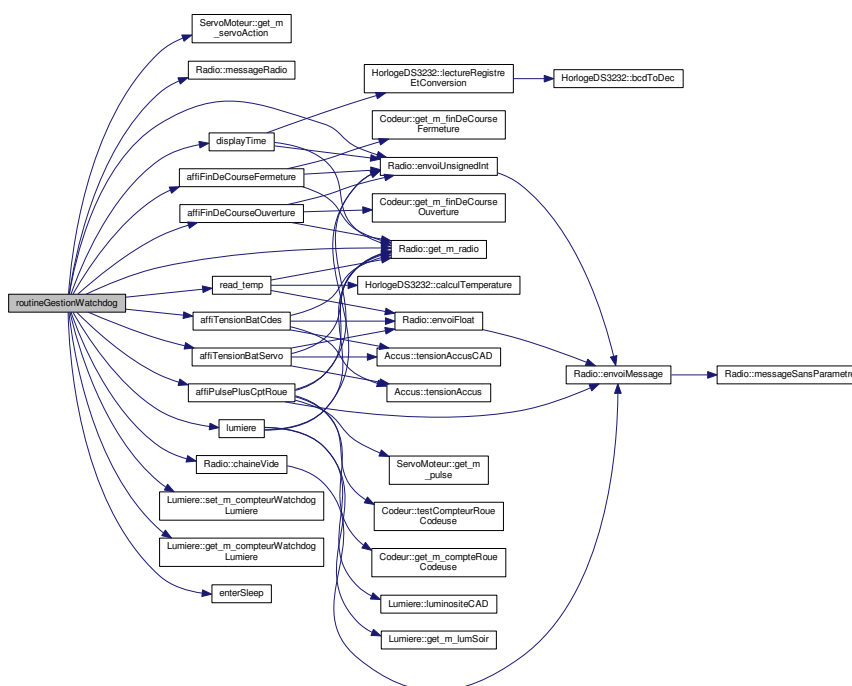 routineGestionWatchdog
ServoMoteur::get_m
_servoAction
Radio::messageRadio
displayTime
affiFinDeCourseFermeture
affiFinDeCourseOuverture
read_temp
affiTensionBatCdes
affiTensionBatServo
affiPulsePlusCptRoue
lumiere
Radio::chaineVide
Lumiere::set_m_compteurWatchdog
Lumiere
Lumiere::get_m_compteurWatchdog
Lumiere
enterSleep
HorlogeDS3232::lectureRegistre
EtConversion
Codeur::get_m_finDeCourse
Fermeture
Radio::envoiUnsignedInt
Codeur::get_m_finDeCourse
Ouverture
Radio::get_m_radio
HorlogeDS3232::calculTemperature
Radio::envoiFloat
Accus::tensionAccusCAD
Accus::tensionAccus
ServoMoteur::get_m
_pulse
Codeur::testCompteurRoue
Codeuse
Codeur::get_m_compteRoue
Codeuse
Lumiere::luminositeCAD
Lumiere::get_m_lumSoir
HorlogeDS3232::bcdToDec
Radio::envoiMessage
Radio::messageSansParametre